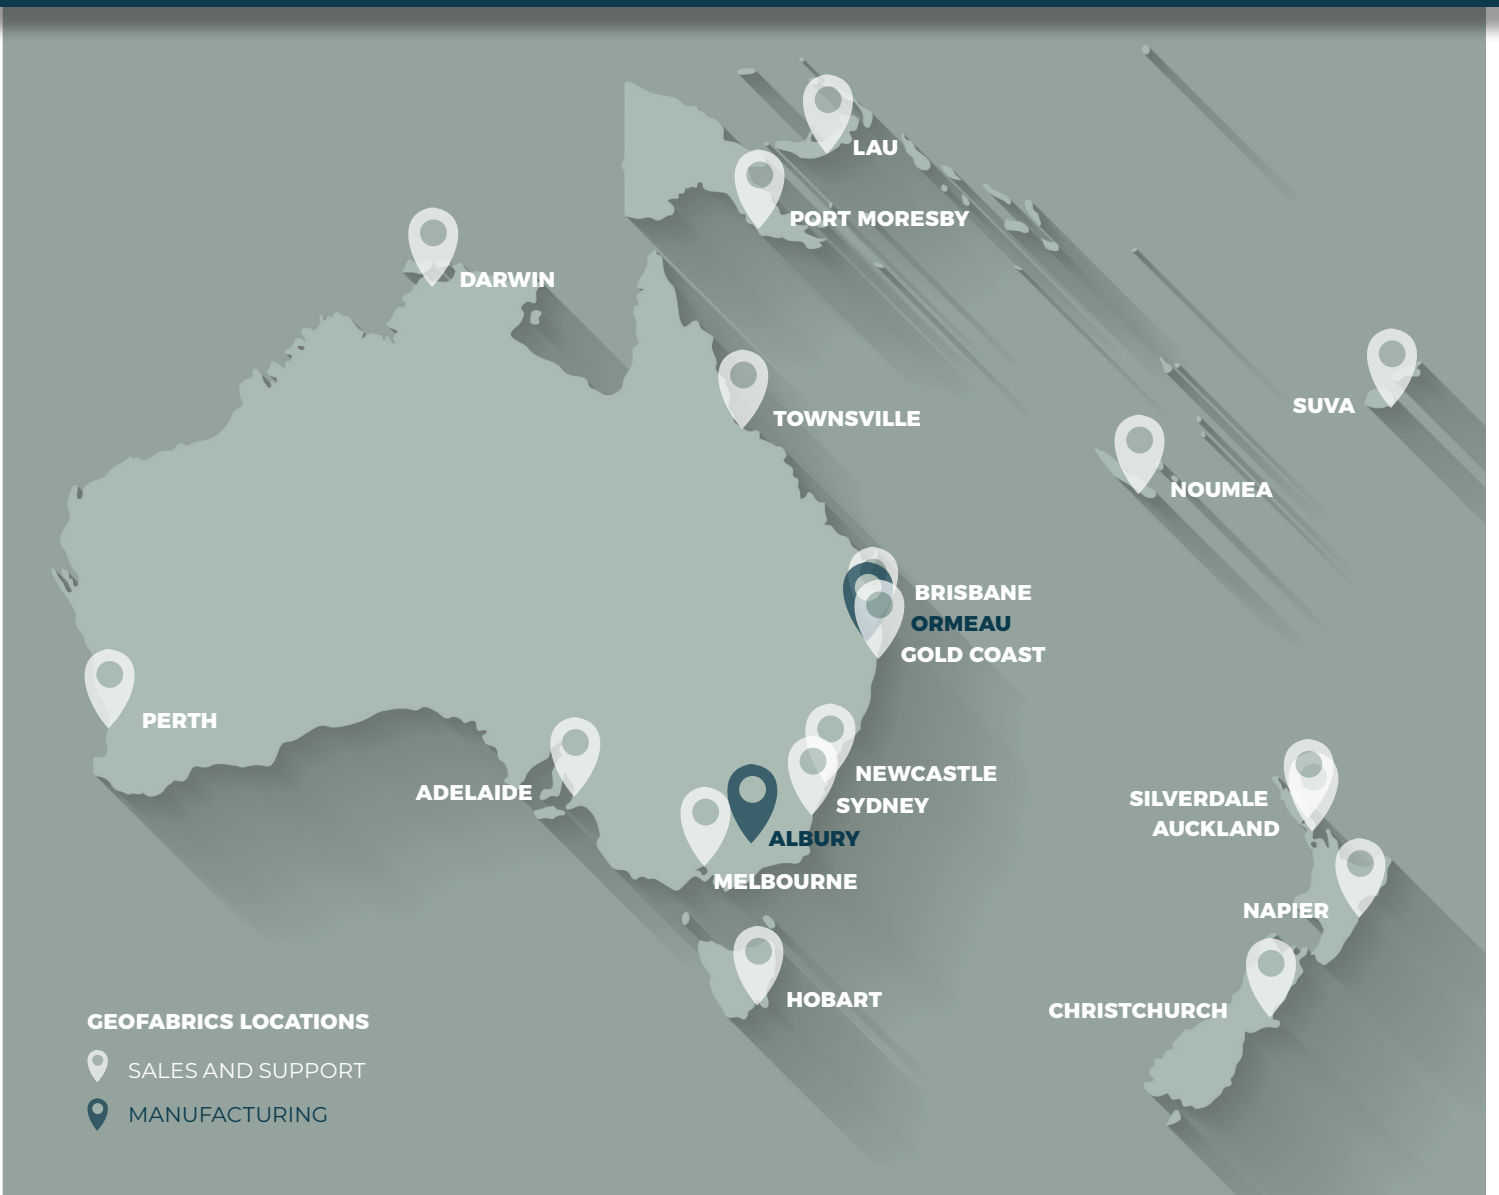 LAU
PORT MORESBY
DARWIN
TOWNSVILLE
SUVA
NOUMEA
BRISBANE
ORMEAU
GOLD COAST
PERTH
ADELAIDE
NEWCASTLE
SYDNEY
ALBURY
MELBOURNE
HOBART
SILVERDALE
AUCKLAND
NAPIER
CHRISTCHURCH
GEOFABRICS LOCATIONS
SALES AND SUPPORT
MANUFACTURING